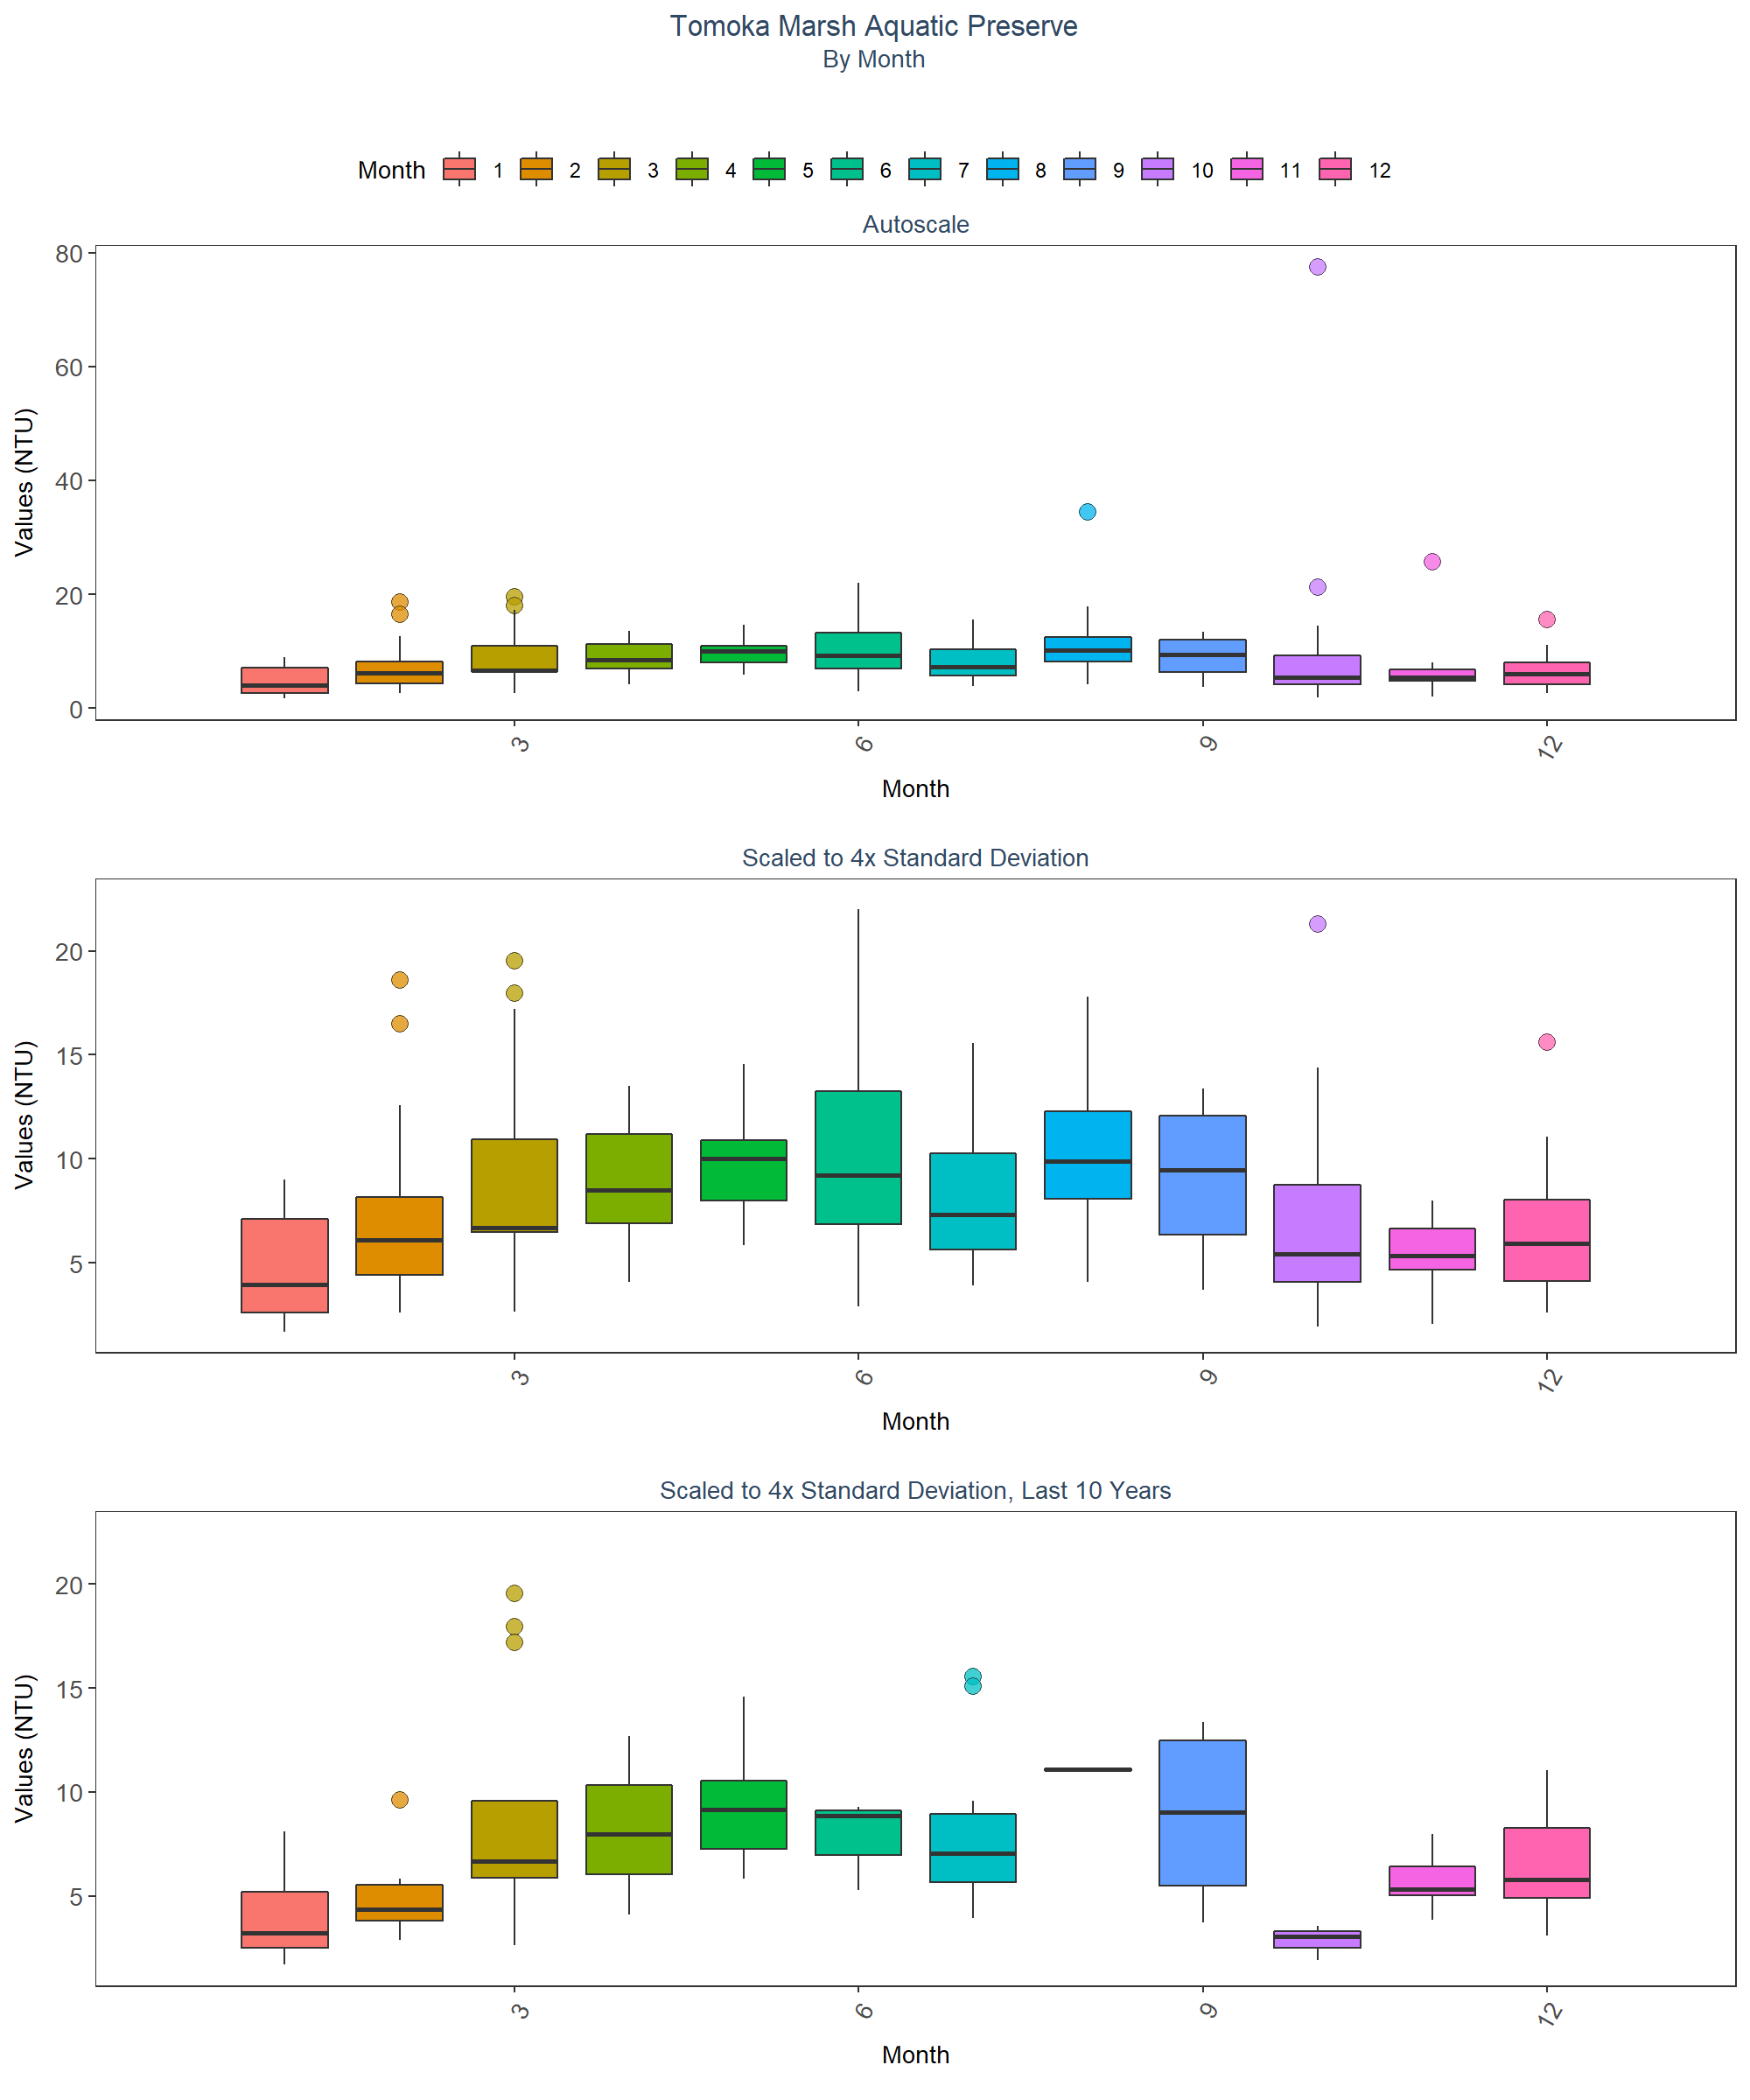 Tomoka Marsh Aquatic Preserve
By Month
Month 1 2 3 4 5 6 7 8 9 10 11 12
Autoscale
80
60
40
20
0
Values (NTU)
3 6 9 12
Month
Scaled to 4x Standard Deviation
20
15
10
5
Values (NTU)
3 6 9 12
Month
Scaled to 4x Standard Deviation, Last 10 Years
20
15
10
5
Values (NTU)
3 6 9 12
Month